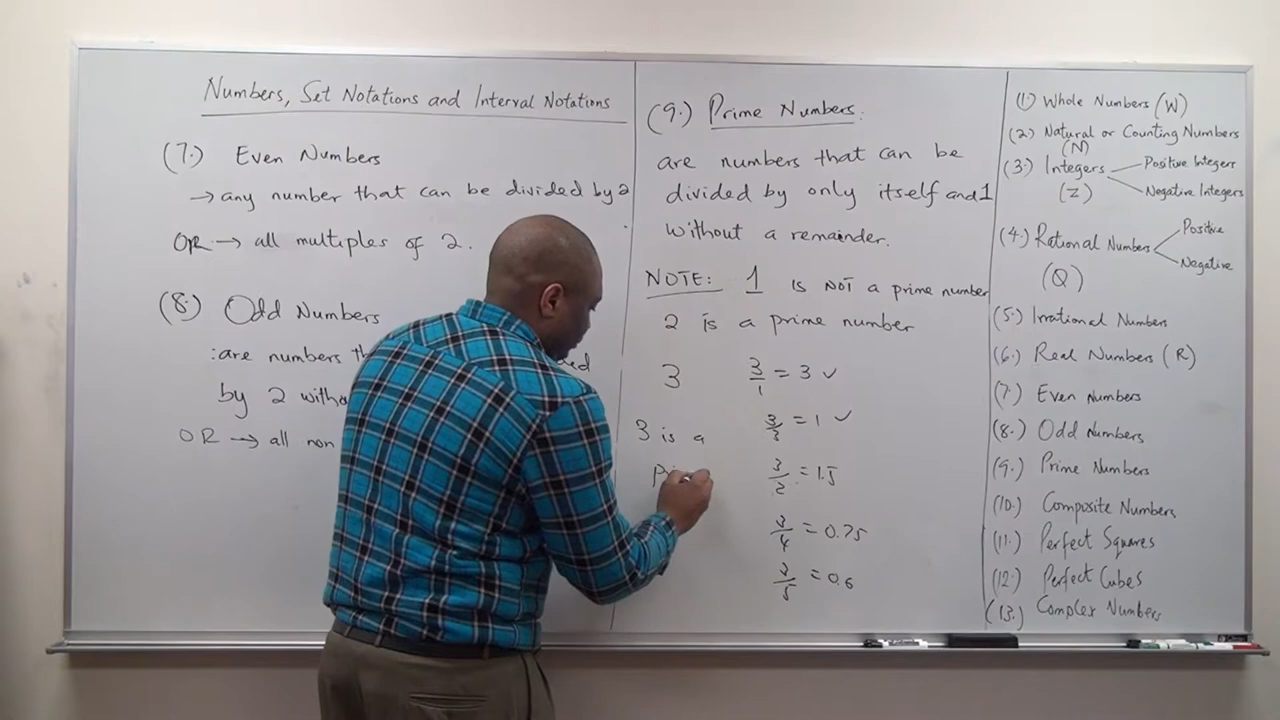 Numbers, Set Notations and Interval Notations
(7.) Even Numbers
→ any number that can be divided by 2
OR → all multiples of 2.
(8.) Odd Numbers
: are numbers
by 2
OR → all non
(9.) Prime Numbers.
are numbers that can be
divided by only itself and 1
without a remainder.
NOTE: 1 is NOT a prime number
2 is a prime number
3
3/1 = 3 ✓
3/3 = 1 ✓
3 is a
3/2 = 1.5
3/4 = 0.75
3/5 = 0.6
(1.) Whole Numbers (W)
(2.) Natural or Counting Numbers
(N)
(3.) Integers
Positive Integers
Negative Integers
(Z)
(4.) Rational Numbers
Positive
Negative
(Q)
(5.) Irrational Numbers
(6.) Real Numbers (R)
(7.) Even Numbers
(8.) Odd Numbers
(9.) Prime Numbers
(10.) Composite Numbers
(11.) Perfect Squares
(12.) Perfect Cubes
(13.) Complex Numbers